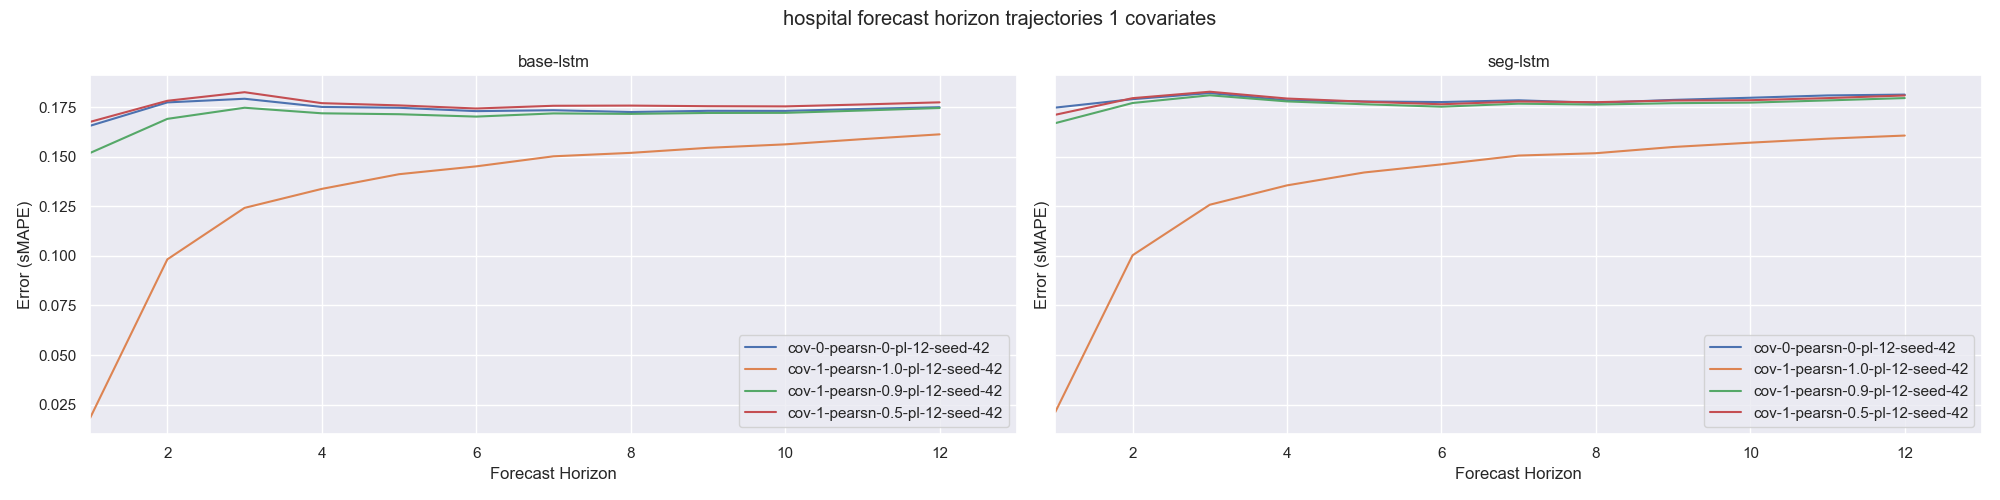 hospital forecast horizon trajectories 1 covariates
base-lstm
Error (sMAPE)
0.175
0.150
0.125
0.100
0.075
0.050
0.025
cov-0-pearsn-0-pl-12-seed-42
cov-1-pearsn-1.0-pl-12-seed-42
cov-1-pearsn-0.9-pl-12-seed-42
cov-1-pearsn-0.5-pl-12-seed-42
2 4 6 8 10 12
Forecast Horizon
seg-lstm
Error (sMAPE)
cov-0-pearsn-0-pl-12-seed-42
cov-1-pearsn-1.0-pl-12-seed-42
cov-1-pearsn-0.9-pl-12-seed-42
cov-1-pearsn-0.5-pl-12-seed-42
2 4 6 8 10 12
Forecast Horizon